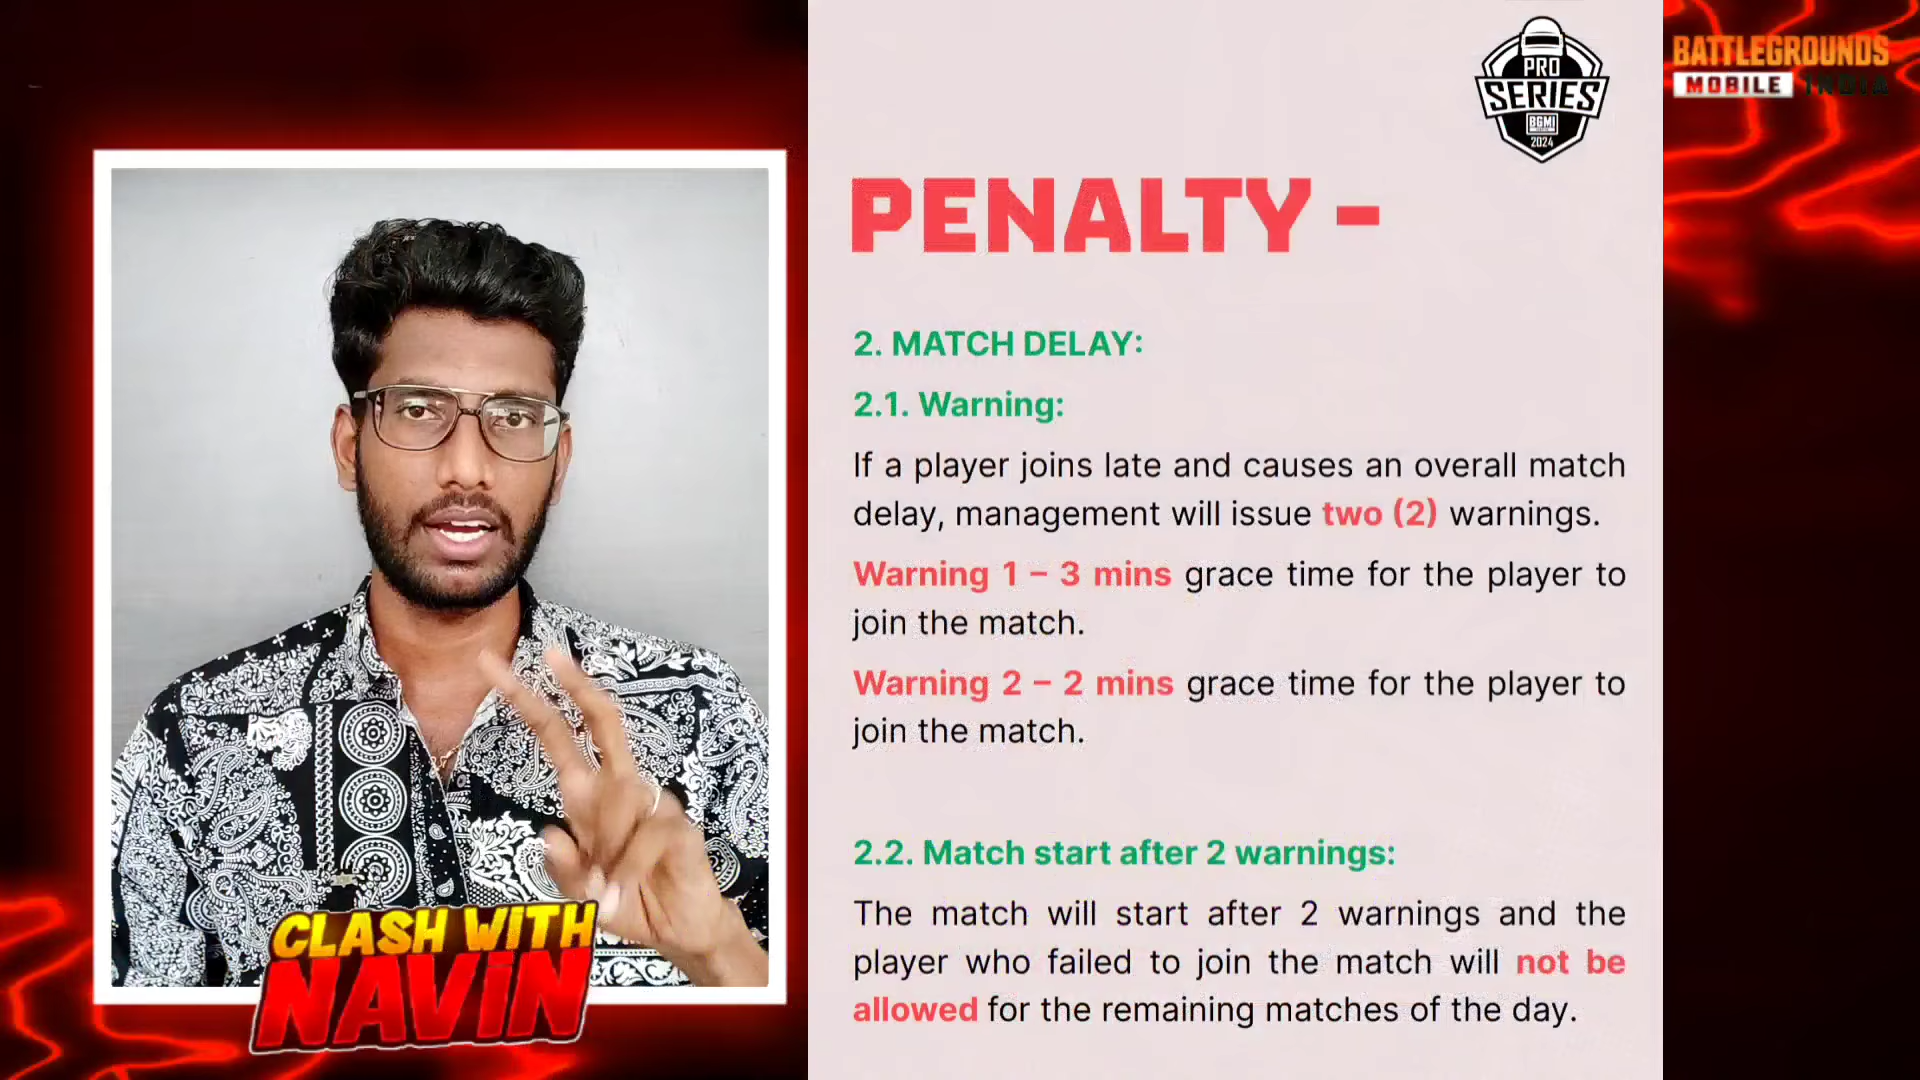 PRO
SERIES
BGMI
2024
BATTLEGROUNDS
MOBILE INDIA
PENALTY -
2. MATCH DELAY:
2.1. Warning:
If a player joins late and causes an overall match
delay, management will issue two (2) warnings.
Warning 1 – 3 mins grace time for the player to
join the match.
Warning 2 – 2 mins grace time for the player to
join the match.
2.2. Match start after 2 warnings:
The match will start after 2 warnings and the
player who failed to join the match will not be
allowed for the remaining matches of the day.
CLASH WITH
NAViN